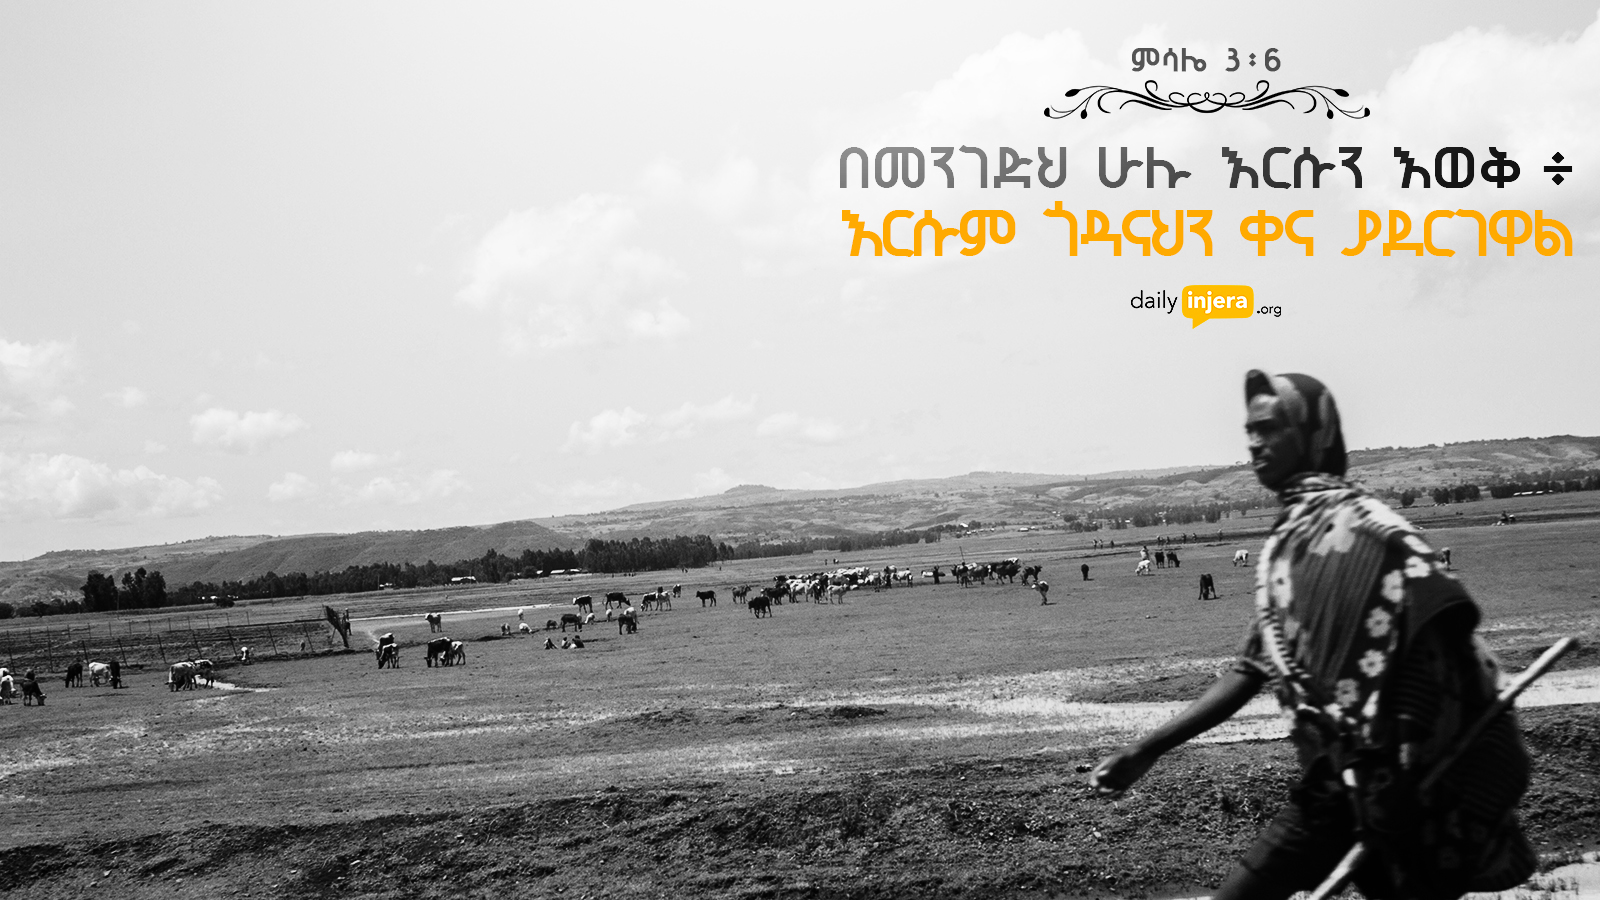 ምሳሌ 3፡6
በመንገድህ ሁሉ እርሱን እወቅ ÷
እርሱም ጎዳናህን ቀና ያደርገዋል
daily injera.org